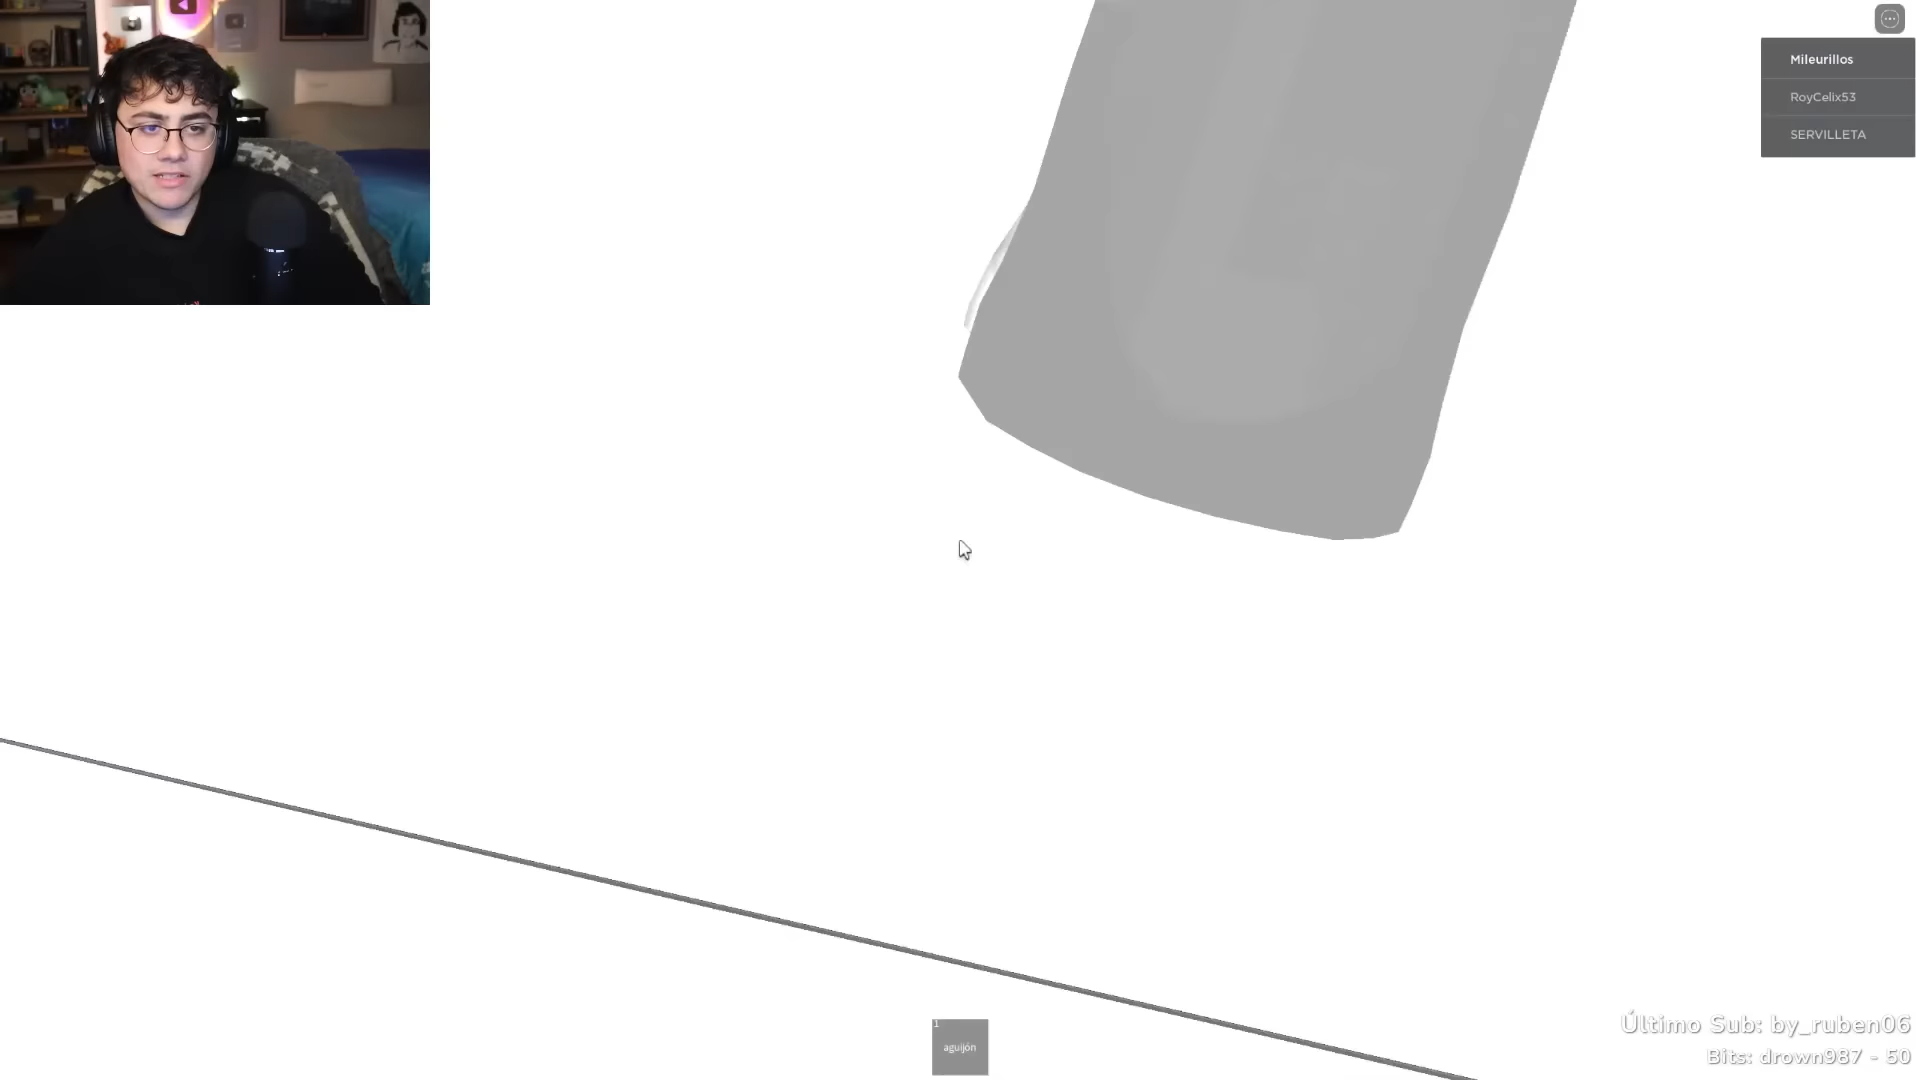 Mileurillos
RoyCelix53
SERVILLETA
1
aguijón
Último Sub: by_ruben06
Bits: drown987 - 50